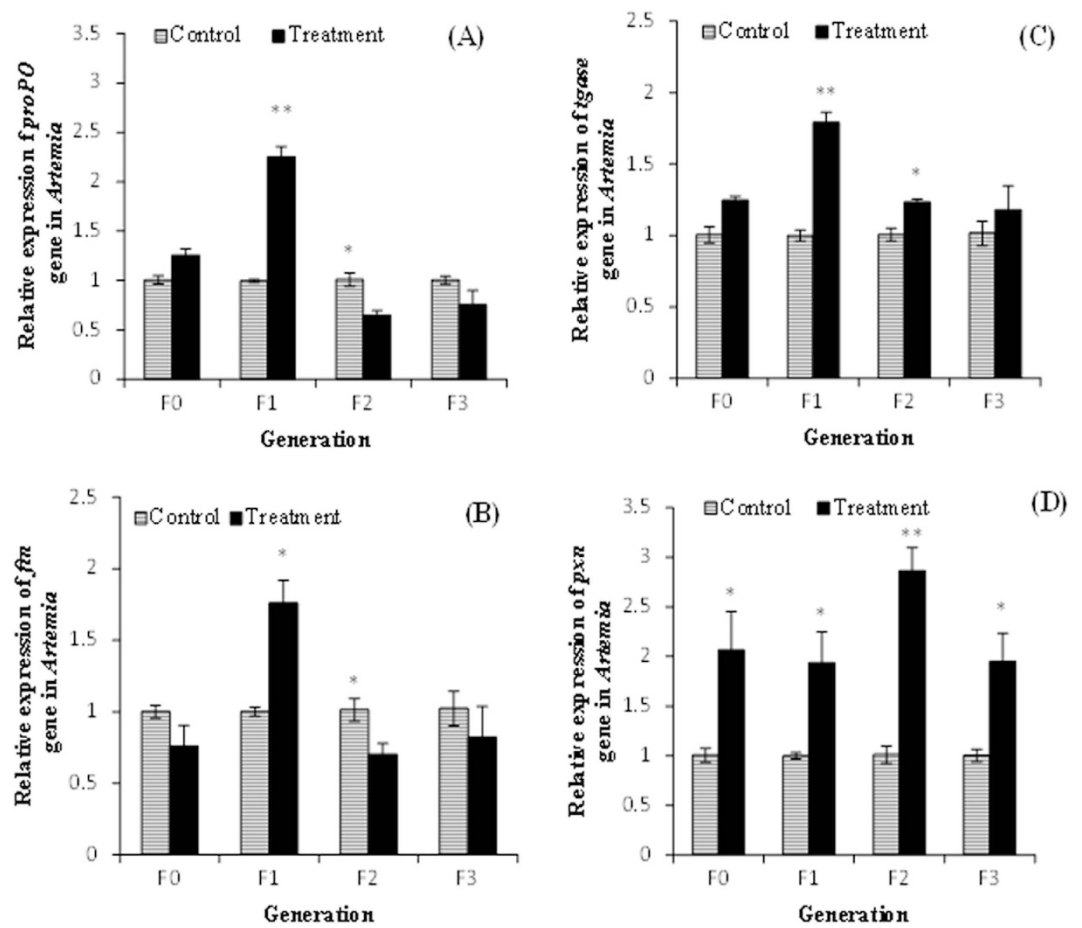 Control Treatment (A)
Relative expression f proPO
gene in Artemia
3.5
3
2.5
2
1.5
1
0.5
0
**
*
F0 F1 F2 F3
Generation
Control Treatment (C)
Relative expression of tgase
gene in Artemia
2.5
2
1.5
1
0.5
0
**
*
F0 F1 F2 F3
Generation
Control Treatment (B)
Relative expression of ftn
gene in Artemia
2.5
2
1.5
1
0.5
0
*
*
F0 F1 F2 F3
Generation
Control Treatment (D)
Relative expression of pxn
gene in Artemia
3.5
3
2.5
2
1.5
1
0.5
0
*
*
**
*
F0 F1 F2 F3
Generation